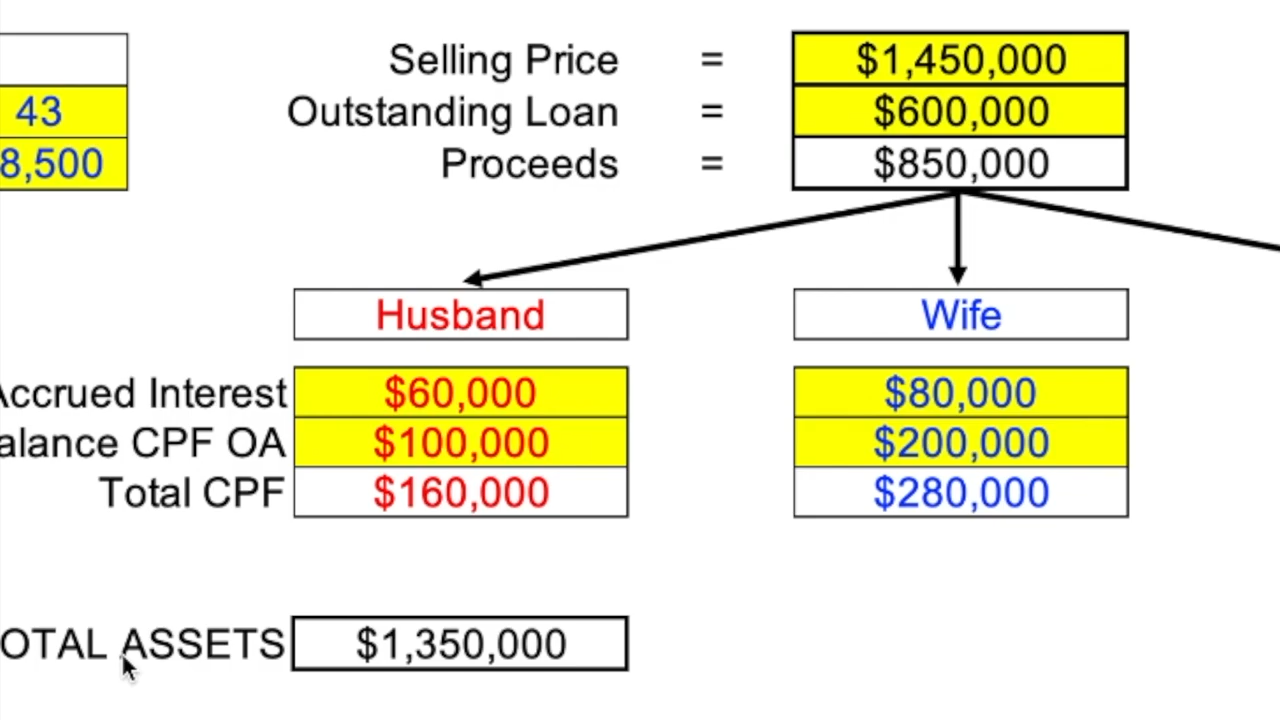 Selling Price = $1,450,000
43 Outstanding Loan = $600,000
8,500 Proceeds = $850,000
Husband Wife
Accrued Interest $60,000 $80,000
alance CPF OA $100,000 $200,000
Total CPF $160,000 $280,000
OTAL ASSETS $1,350,000